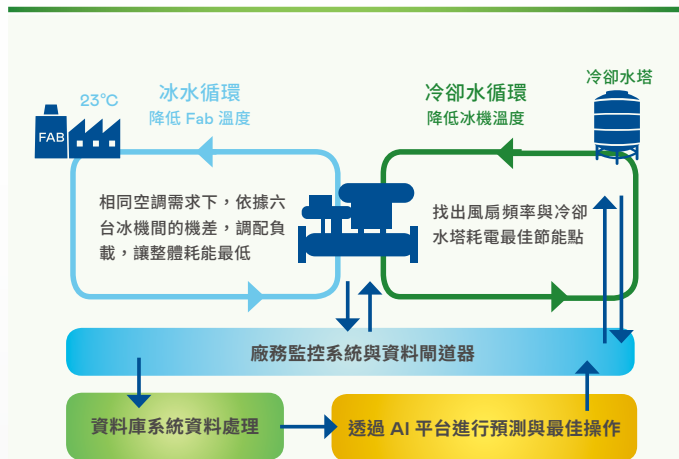 冷卻水塔
冰水循環
冷卻水循環
23°C
降低 Fab 溫度
降低冰機溫度
FAB
相同空調需求下，依據六
台冰機間的機差，調配負
載，讓整體耗能最低
找出風扇頻率與冷卻
水塔耗電最佳節能點
廠務監控系統與資料閘道器
資料庫系統資料處理
透過 AI 平台進行預測與最佳操作